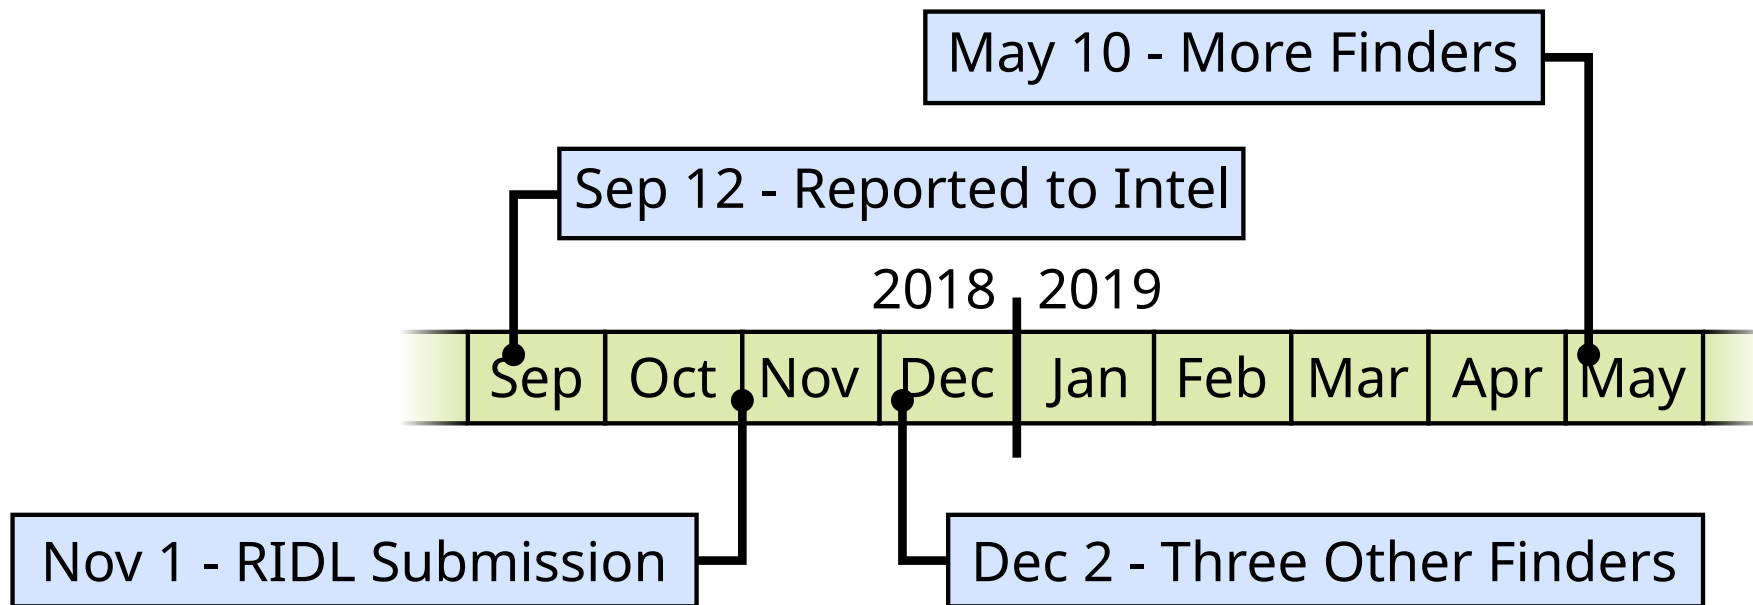 May 10 - More Finders
Sep 12 - Reported to Intel
2018 2019
Sep Oct Nov Dec Jan Feb Mar Apr May
Nov 1 - RIDL Submission
Dec 2 - Three Other Finders